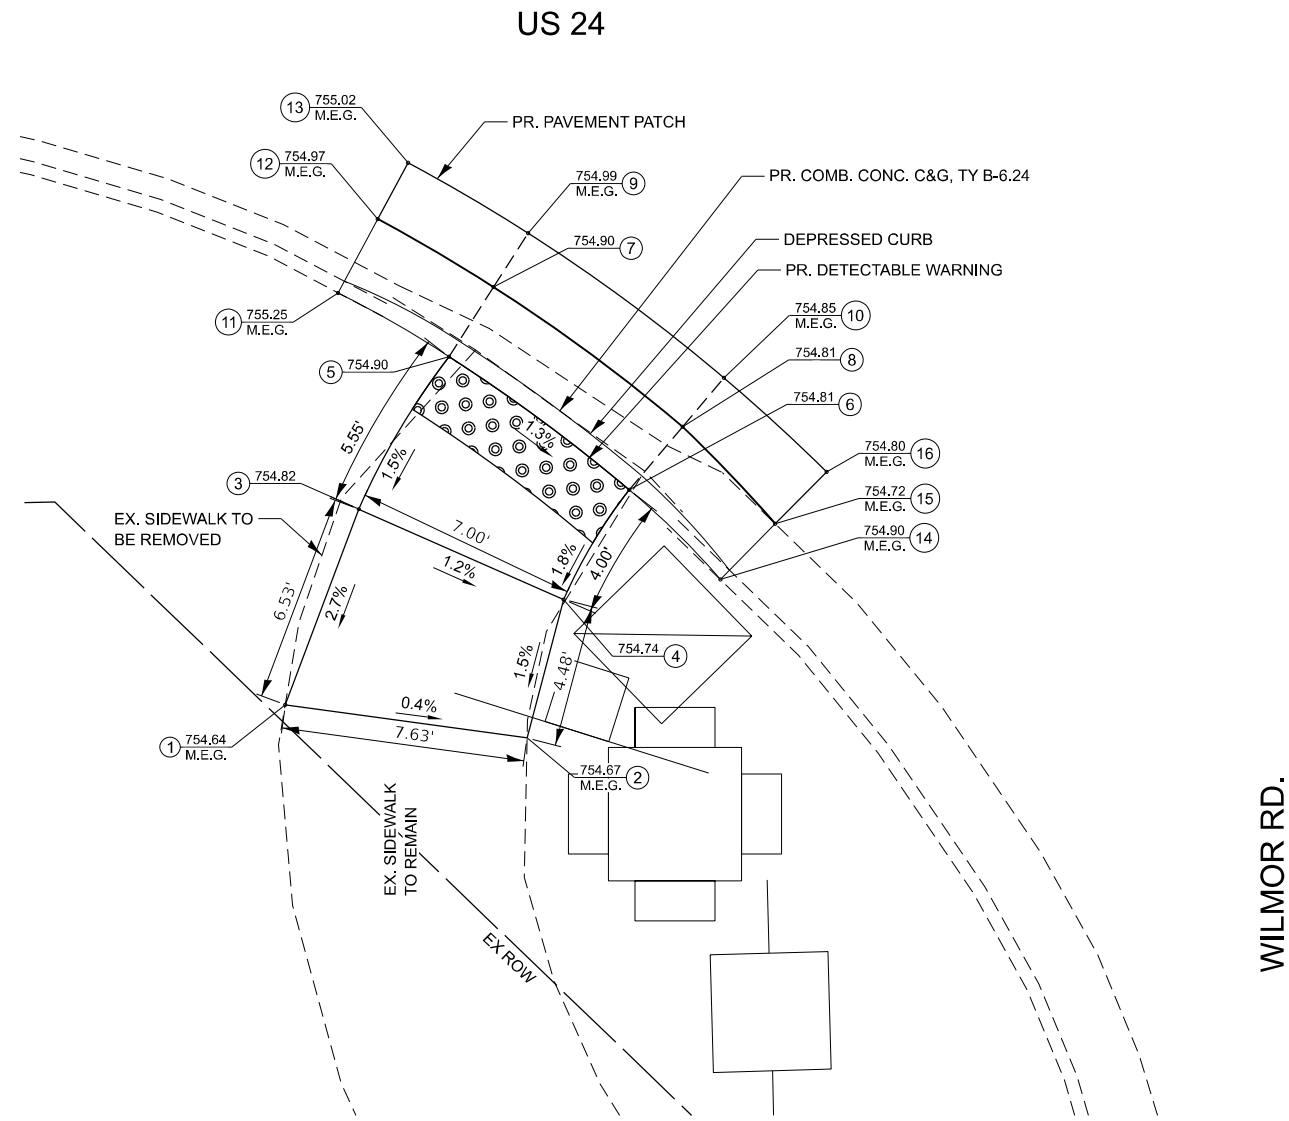 US 24
13
755.02
M.E.G.
PR. PAVEMENT PATCH
12
754.97
M.E.G.
754.99
M.E.G.
9
PR. COMB. CONC. C&G, TY B-6.24
754.90
7
DEPRESSED CURB
PR. DETECTABLE WARNING
11
755.25
M.E.G.
754.85
M.E.G.
10
754.81
8
5
754.90
754.81
6
5.55'
1.3%
1.5%
754.80
M.E.G.
16
3
754.82
754.72
M.E.G.
15
EX. SIDEWALK TO
BE REMOVED
7.00'
754.90
M.E.G.
14
1.2%
1.8%
4.00'
6.53'
2.7%
754.74
4
1.5%
4.48'
0.4%
7.63'
1
754.64
M.E.G.
754.67
M.E.G.
2
EX. SIDEWALK
TO REMAIN
EX ROW
WILMOR RD.